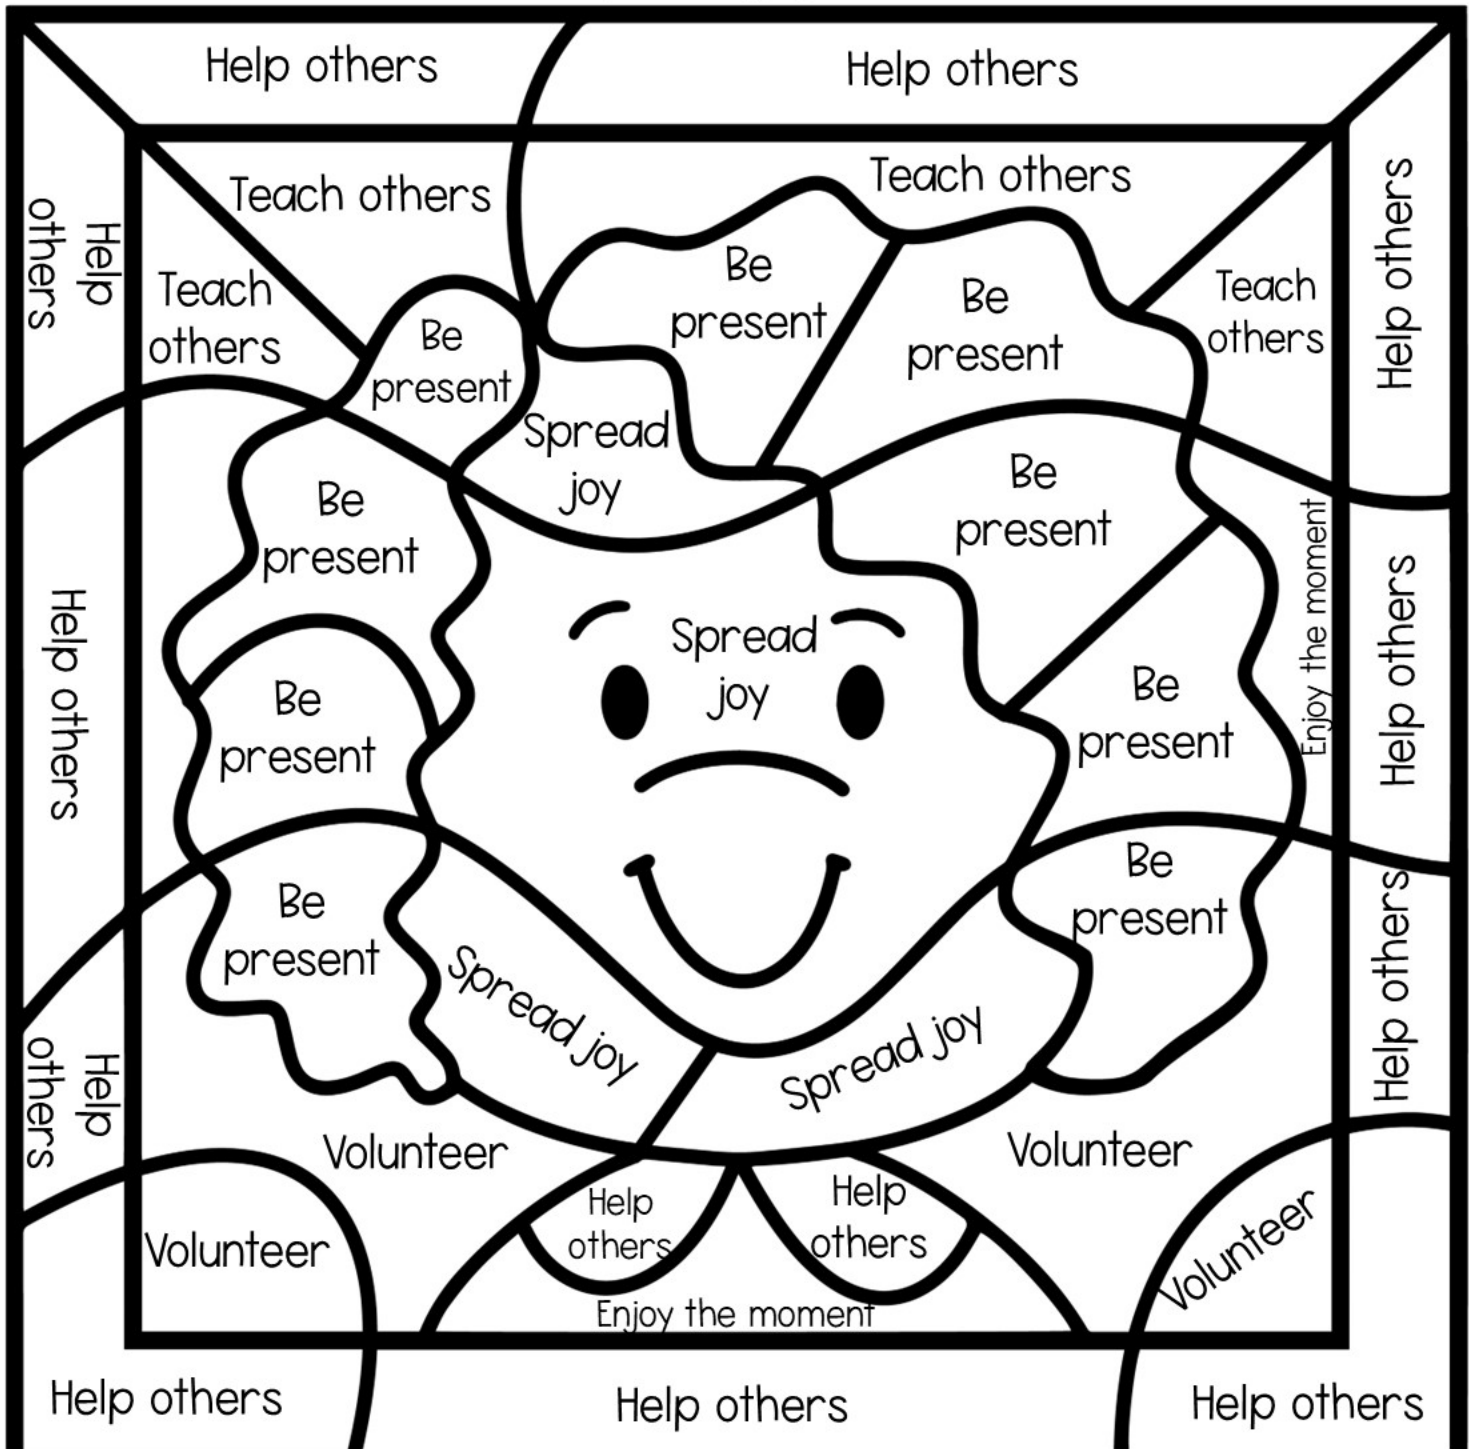 Help others
Help others
Teach others
Teach others
Help
others
Help others
Teach
others
Be
present
Be
present
Teach
others
Be
present
Spread
joy
Be
present
Be
present
Enjoy the moment
Help others
Help others
Spread
joy
Be
present
Be
present
Be
present
Be
present
Help others
Spread joy
Spread joy
Help
others
Volunteer
Volunteer
Help
others
Help
others
Volunteer
Volunteer
Enjoy the moment
Help others
Help others
Help others